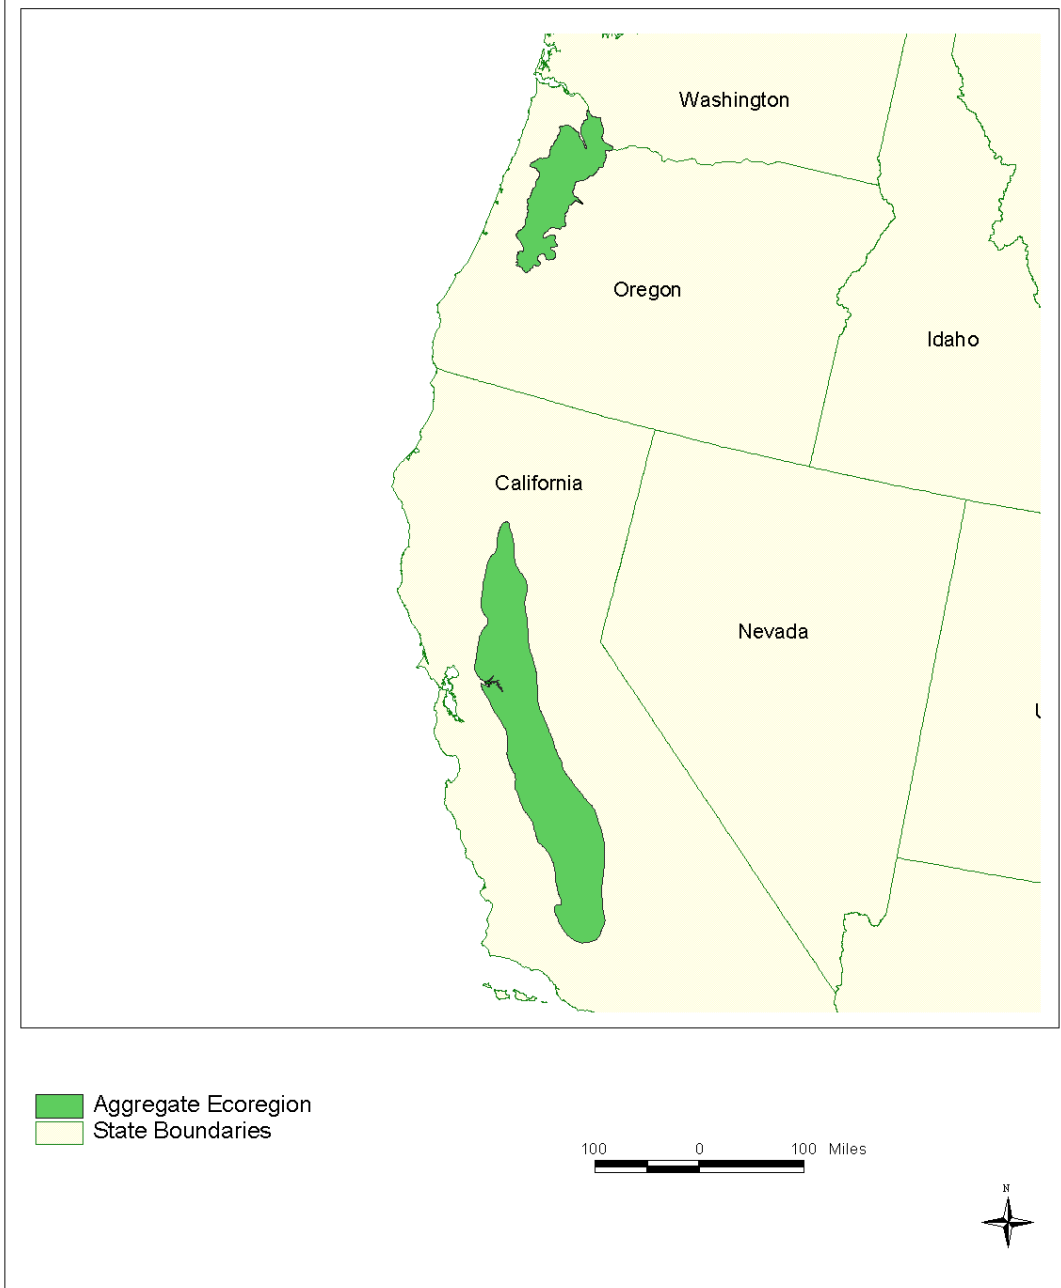 Washington
Oregon
Idaho
California
Nevada
Aggregate Ecoregion
State Boundaries
100 0 100 Miles
N